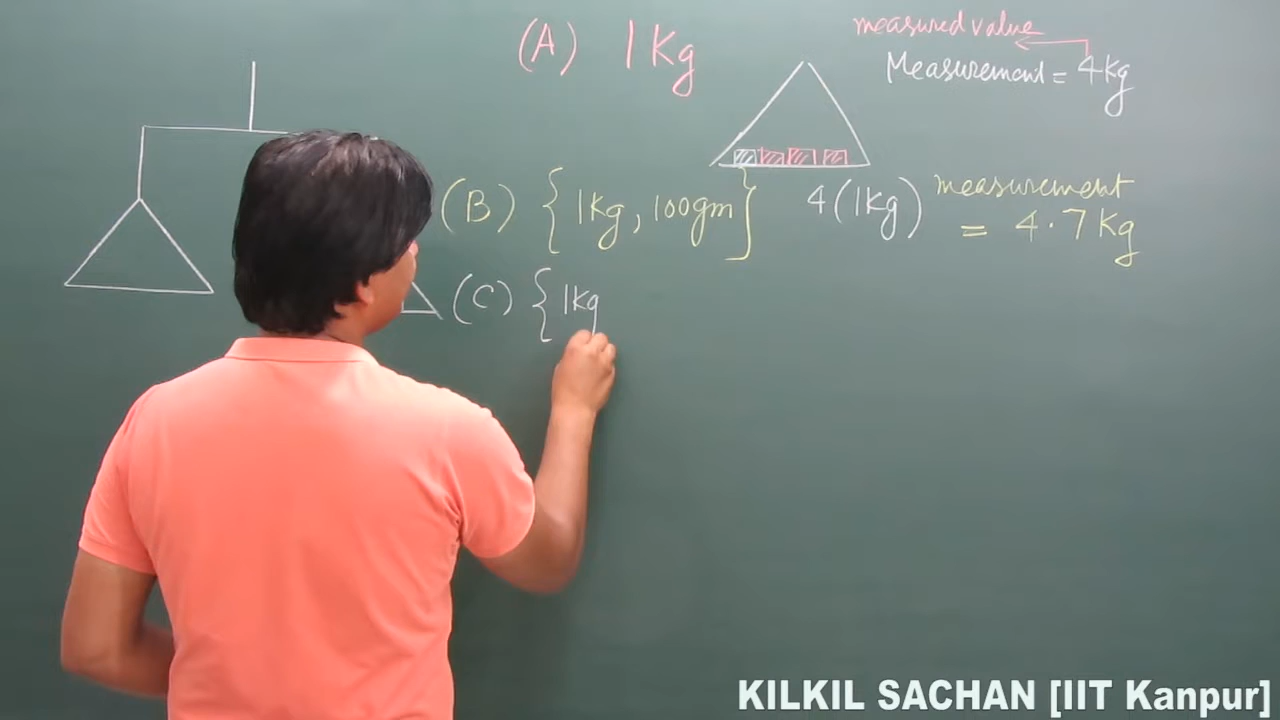 (A) 1 Kg
measured value
Measurement = 4 Kg
(B) { 1Kg, 100gm } 4(1Kg) measurement
= 4.7 Kg
(C) { 1Kg
KILKIL SACHAN [IIT Kanpur]